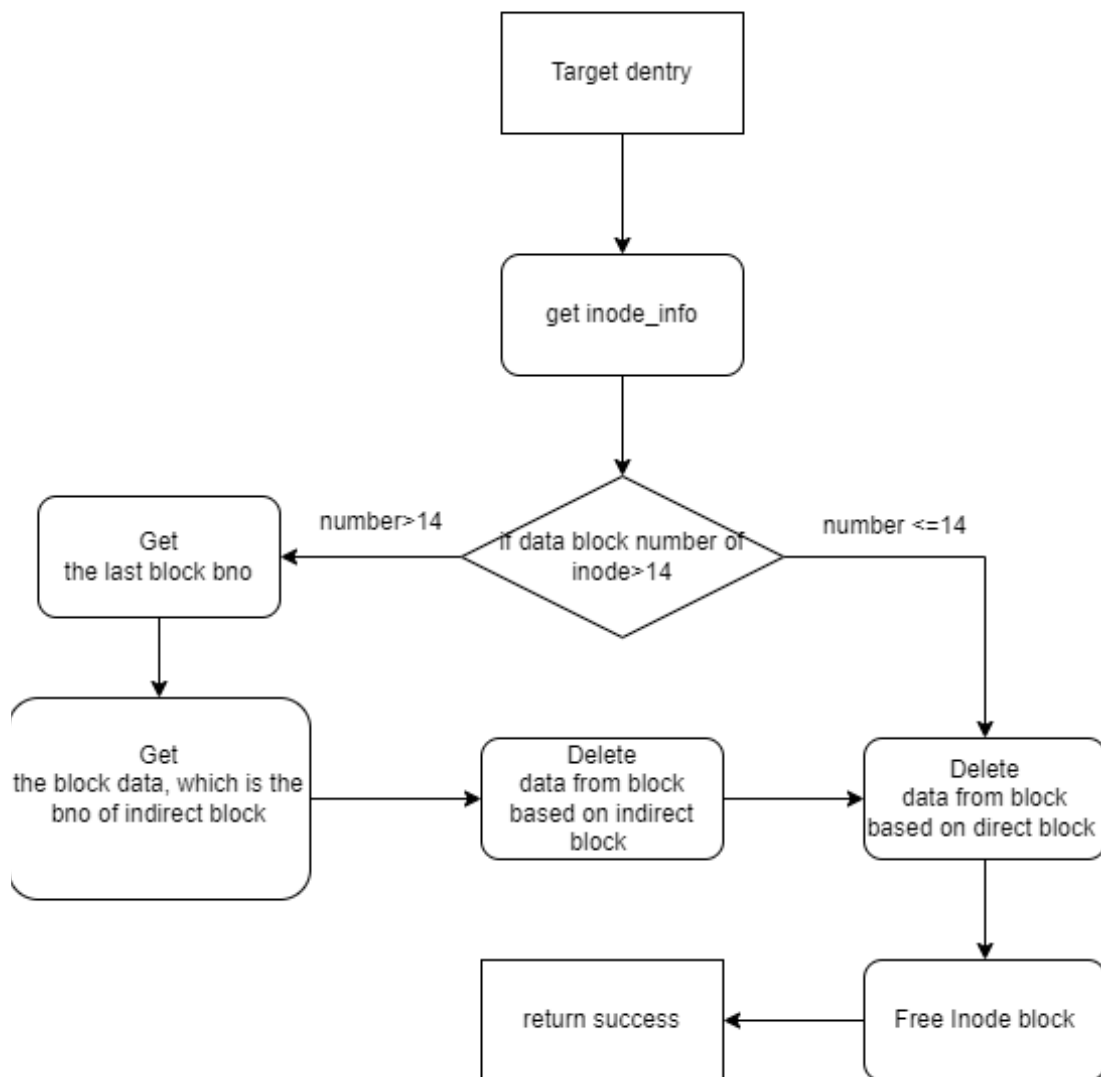 Target dentry
get inode_info
number>14
if data block number of
inode>14
number <=14
Get
the last block bno
Get
the block data, which is the
bno of indirect block
Delete
data from block
based on indirect
block
Delete
data from block
based on direct block
return success
Free Inode block